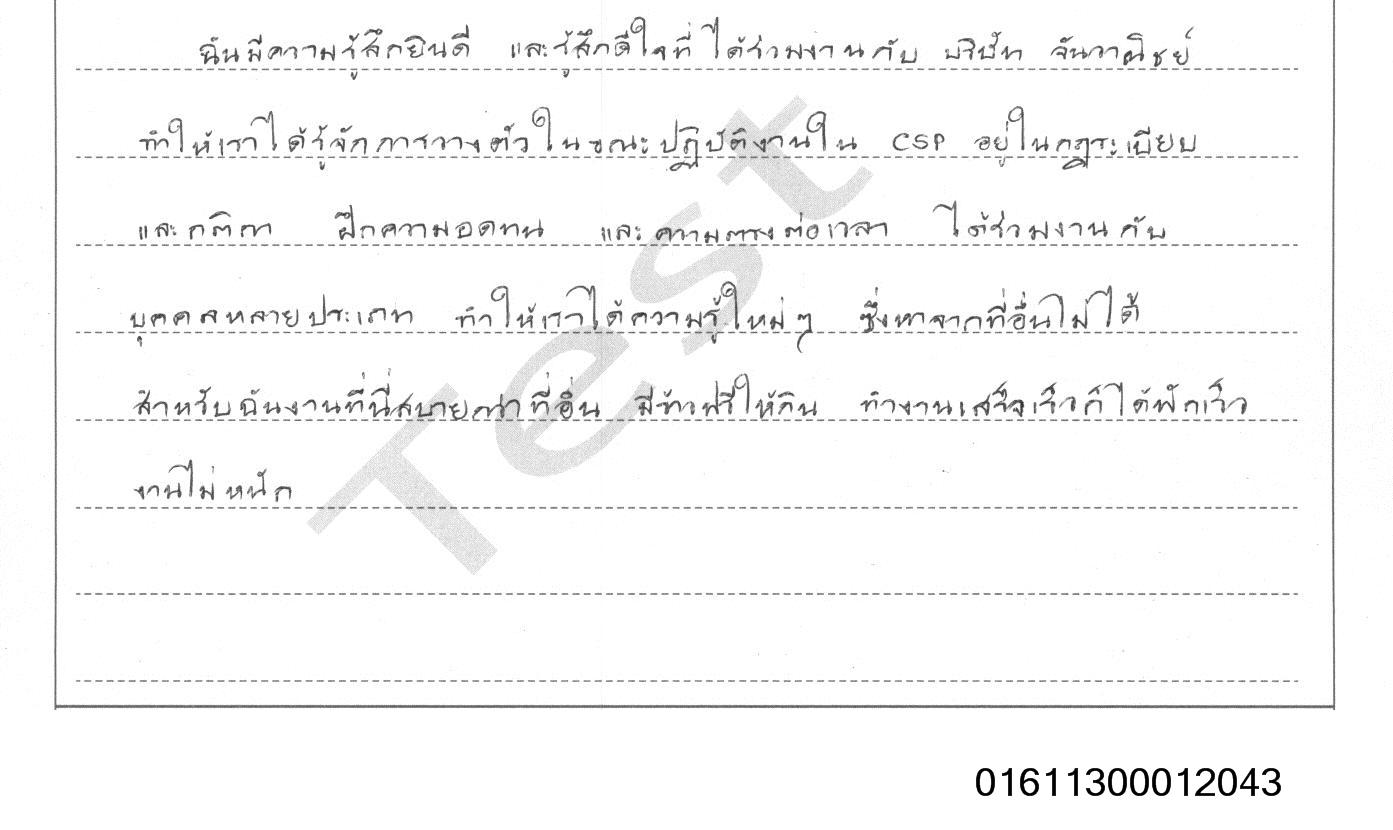 ฉันมีความรู้สึกยินดี และรู้สึกดีใจที่ได้ร่วมงานกับ บริษัท จันวาณิชย์
ทำให้เราได้รู้จักการวางตัวในขณะปฏิบัติงานใน CSP อยู่ในกฎระเบียบ
และกติกา ฝึกความอดทน และความตรงต่อเวลา ได้ร่วมงานกับ
บุคคลหลายประเภท ทำให้เราได้ความรู้ใหม่ๆ ซึ่งหาจากที่อื่นไม่ได้
สำหรับฉันงานที่นี่สบายกว่าที่อื่น มีข้าวฟรีให้กิน ทำงานเสร็จเร็วก็ได้พักเร็ว
งานไม่หนัก
Test
01611300012043